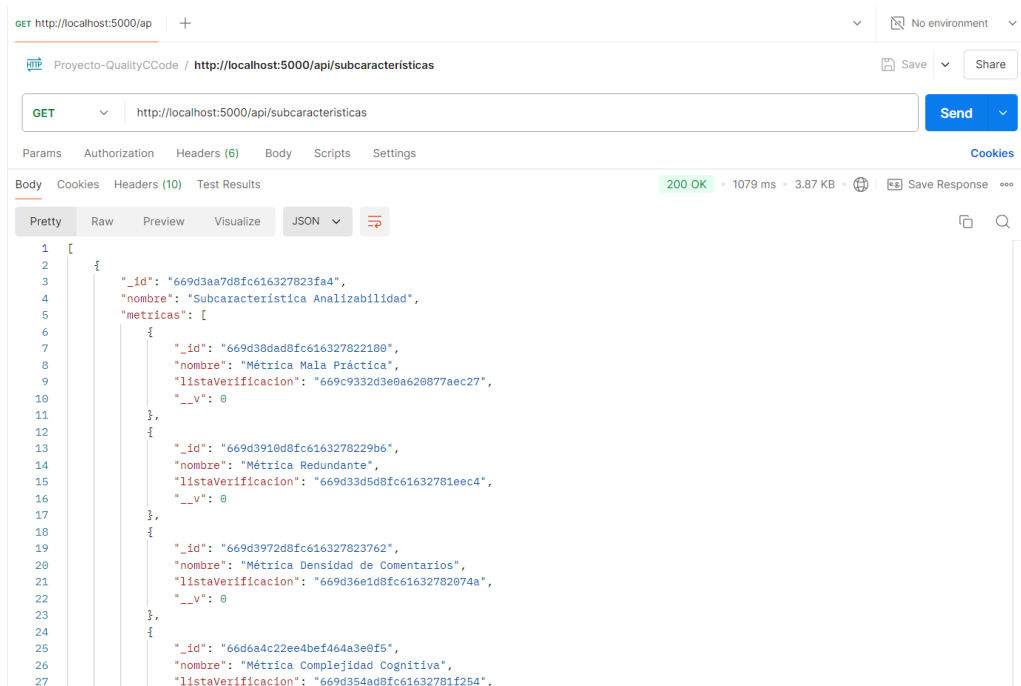 GET http://localhost:5000/ap
No environment
HTTP Proyecto-QualityCCode / http://localhost:5000/api/subcaracterísticas
Save
Share
GET
http://localhost:5000/api/subcaracteristicas
Send
Params Authorization Headers (6) Body Scripts Settings
Cookies
Body Cookies Headers (10) Test Results
200 OK 1079 ms 3.87 KB
e.g. Save Response
Pretty Raw Preview Visualize JSON
1 [
2 {
3 "_id": "669d3aa7d8fc616327823fa4",
4 "nombre": "Subcaracterística Analizabilidad",
5 "metricas": [
6 {
7 "_id": "669d38dad8fc616327822180",
8 "nombre": "Métrica Mala Práctica",
9 "listaVerificacion": "669c9332d3e0a620877aec27",
10 "__v": 0
11 },
12 {
13 "_id": "669d3910d8fc6163278229b6",
14 "nombre": "Métrica Redundante",
15 "listaVerificacion": "669d33d5d8fc61632781eec4",
16 "__v": 0
17 },
18 {
19 "_id": "669d3972d8fc616327823762",
20 "nombre": "Métrica Densidad de Comentarios",
21 "listaVerificacion": "669d36e1d8fc61632782074a",
22 "__v": 0
23 },
24 {
25 "_id": "66d6a4c22ee4bef464a3e0f5",
26 "nombre": "Métrica Complejidad Cognitiva",
27 "listaVerificacion": "669d354ad8fc61632781f254",